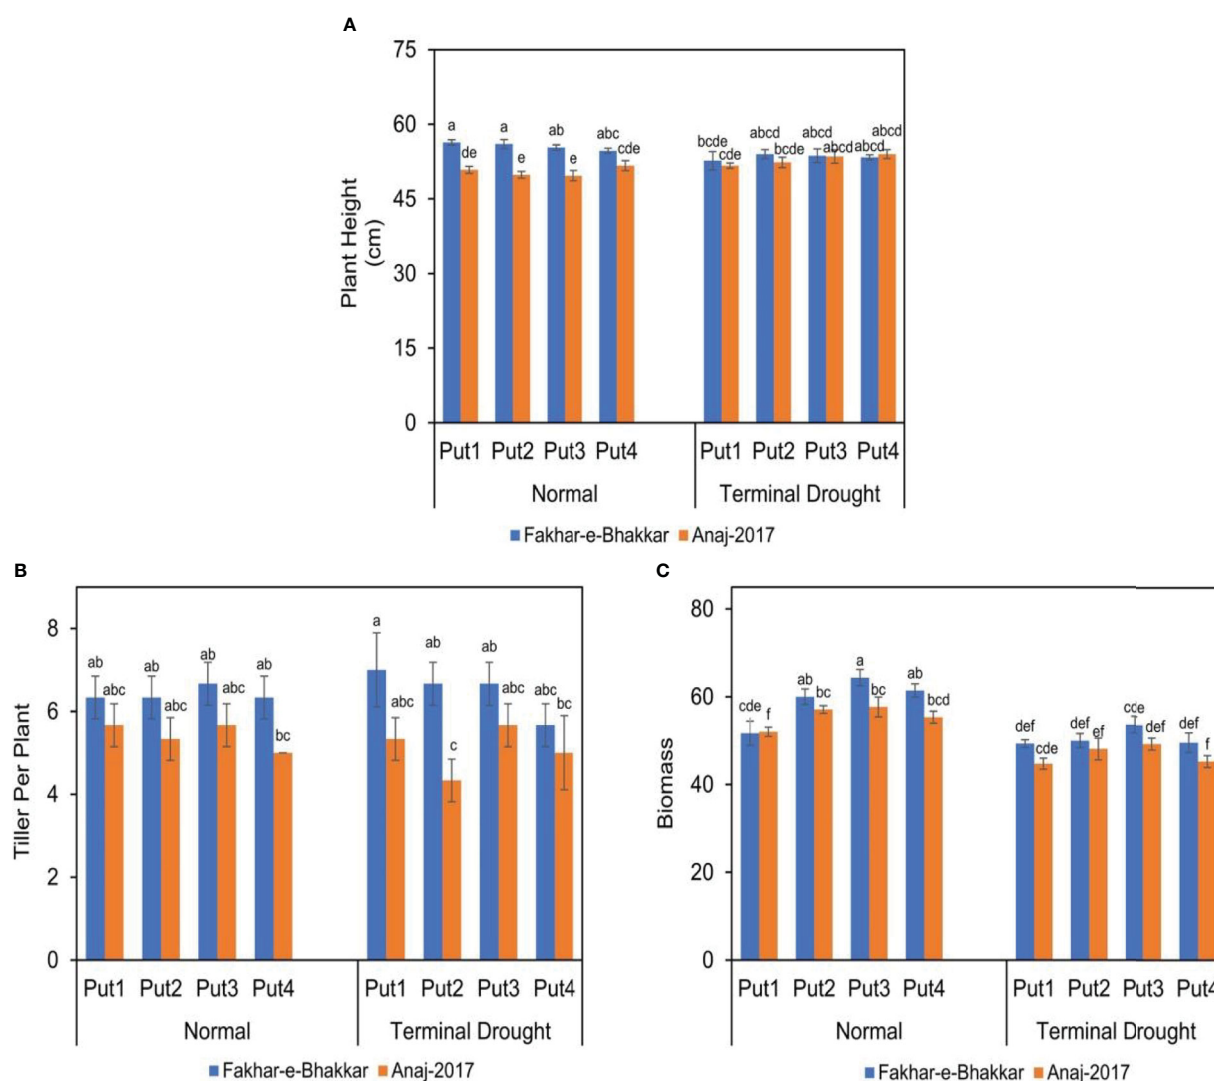 A
75
60
45
30
15
0
Plant Height
(cm)
a de a e ab e abc cde bcde cde abcd bcde abcd abcd abcd abcd
Put1 Put2 Put3 Put4 Put1 Put2 Put3 Put4
Normal Terminal Drought
Fakhar-e-Bhakkar Anaj-2017
B
8
6
4
2
0
Tiller Per Plant
ab abc ab abc ab abc ab bc a abc ab c ab abc abc bc
Put1 Put2 Put3 Put4 Put1 Put2 Put3 Put4
Normal Terminal Drought
Fakhar-e-Bhakkar Anaj-2017
C
80
60
40
20
0
Biomass
cde f ab bc a bc ab bcd def cde def ef cce def def f
Put1 Put2 Put3 Put4 Put1 Put2 Put3 Put4
Normal Terminal Drought
Fakhar-e-Bhakkar Anaj-2017